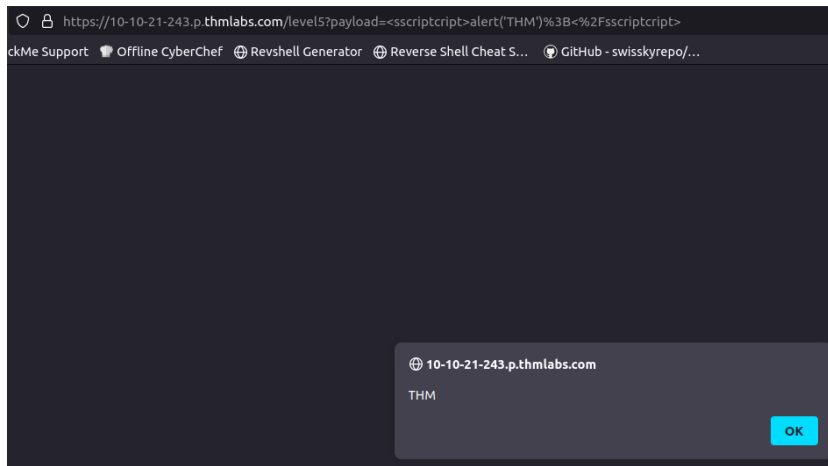 https://10-10-21-243.p.thmlabs.com/level5?payload=<sscriptcript>alert('THM')%3B<%2Fsscriptcript>
ckMe Support Offline CyberChef Revshell Generator Reverse Shell Cheat S... GitHub - swisskyrepo/...
10-10-21-243.p.thmlabs.com
THM
OK